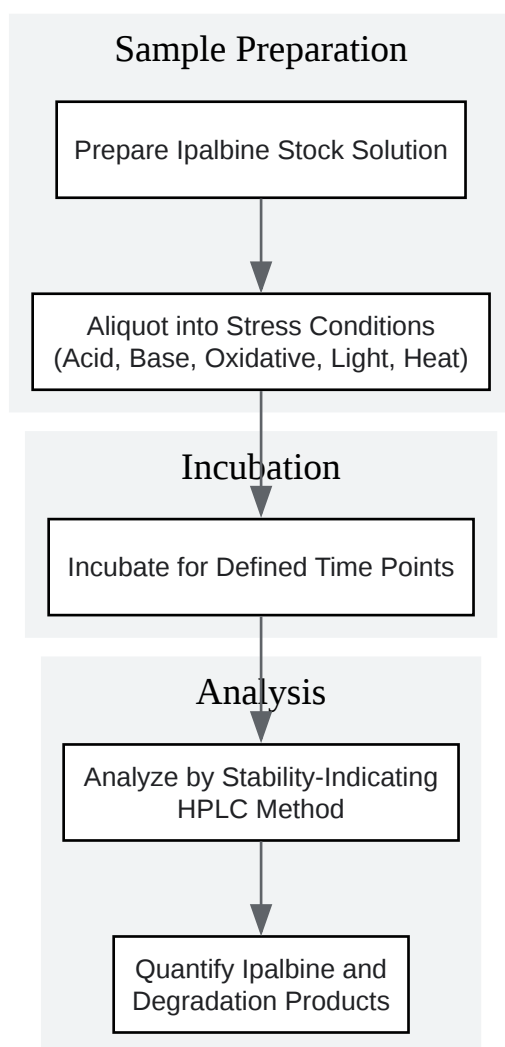 Sample Preparation
Prepare Ipalbine Stock Solution
Aliquot into Stress Conditions
(Acid, Base, Oxidative, Light, Heat)
Incubation
Incubate for Defined Time Points
Analysis
Analyze by Stability-Indicating
HPLC Method
Quantify Ipalbine and
Degradation Products